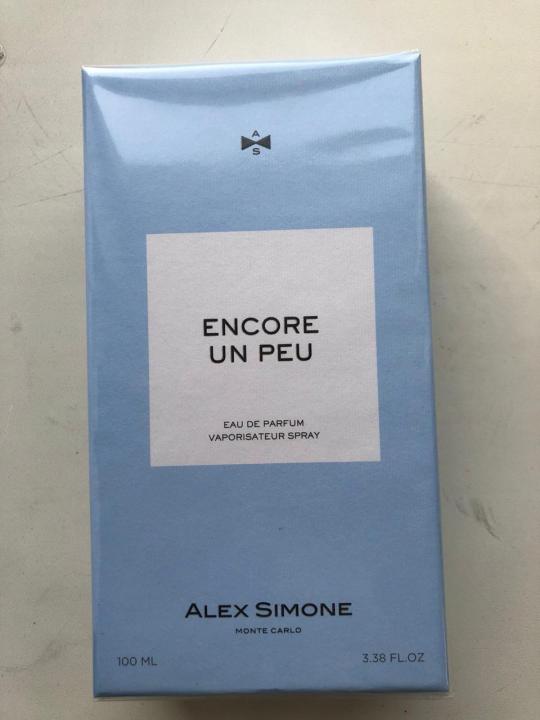 A
S
ENCORE
UN PEU
EAU DE PARFUM
VAPORISATEUR SPRAY
ALEX SIMONE
MONTE CARLO
100 ML 3.38 FL.OZ